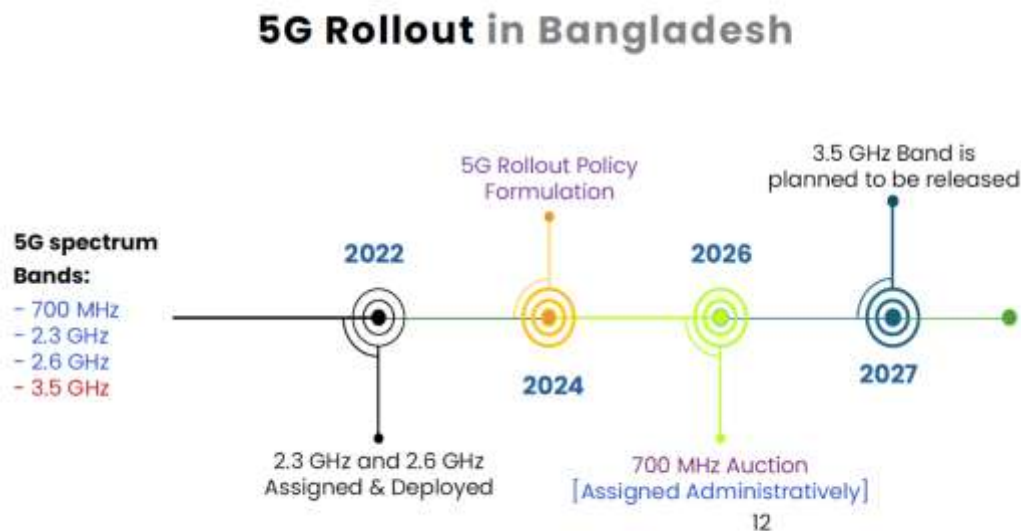 5G Rollout in Bangladesh
5G spectrum
Bands:
- 700 MHz
- 2.3 GHz
- 2.6 GHz
- 3.5 GHz
2022
2.3 GHz and 2.6 GHz
Assigned & Deployed
5G Rollout Policy
Formulation
2024
2026
700 MHz Auction
[Assigned Administratively]
3.5 GHz Band is
planned to be released
2027
12